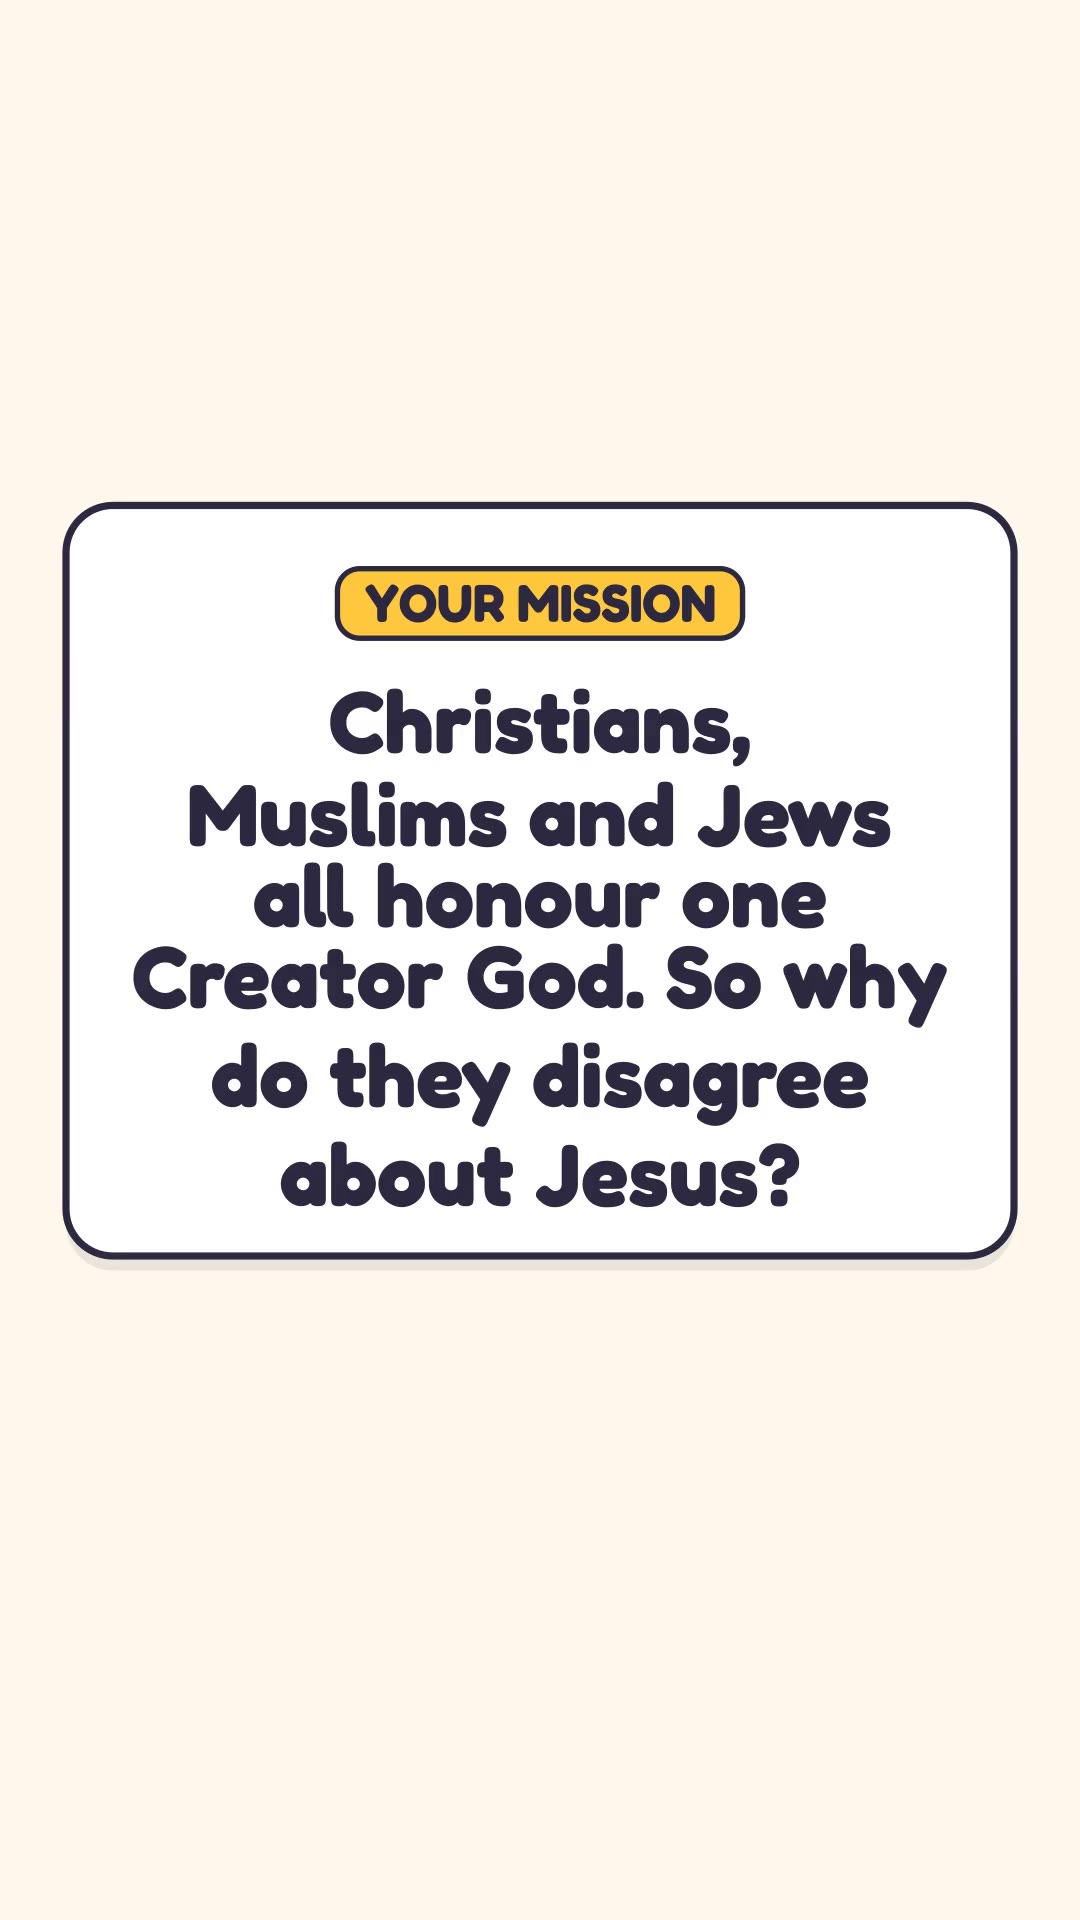 YOUR MISSION
Christians,
Muslims and Jews
all honour one
Creator God. So why
do they disagree
about Jesus?